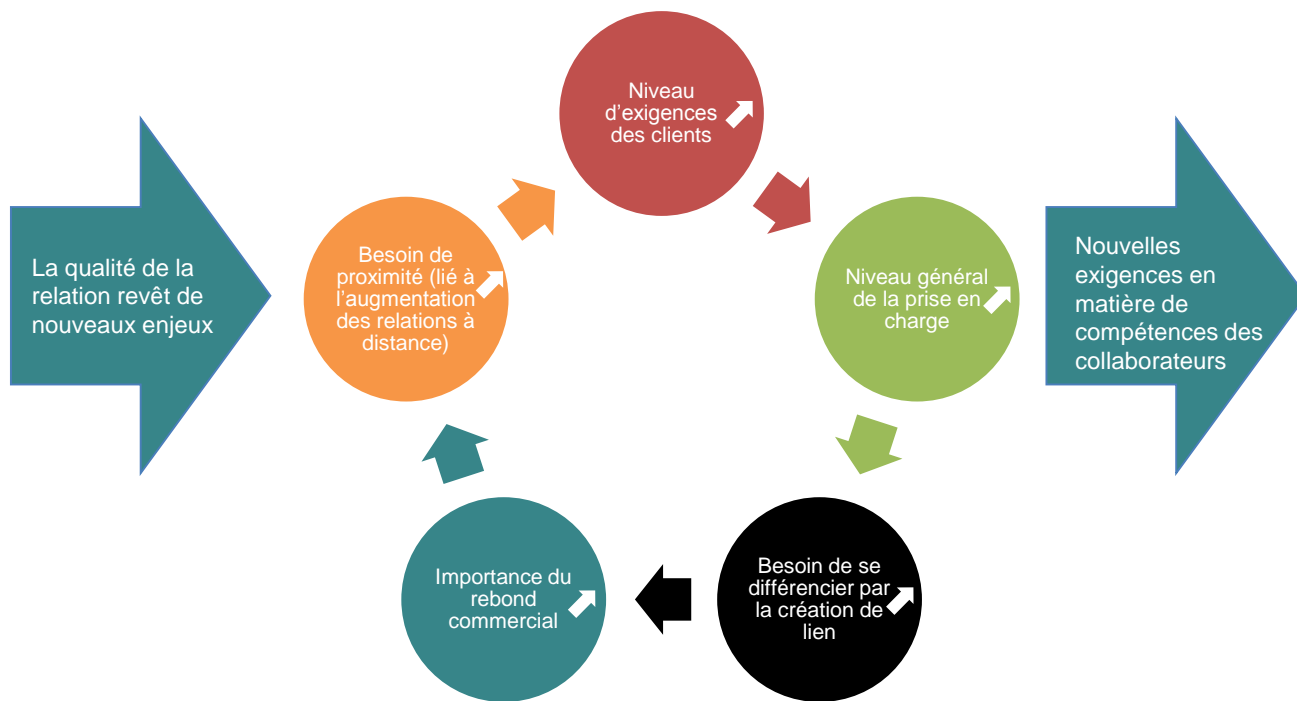 La qualité de la
relation revêt de
nouveaux enjeux
Niveau
d'exigences
des clients
Niveau général
de la prise en
charge
Besoin de se
différencier par
la création de
lien
Importance du
rebond
commercial
Besoin de
proximité (lié à
l'augmentation
des relations à
distance)
Nouvelles
exigences en
matière de
compétences des
collaborateurs